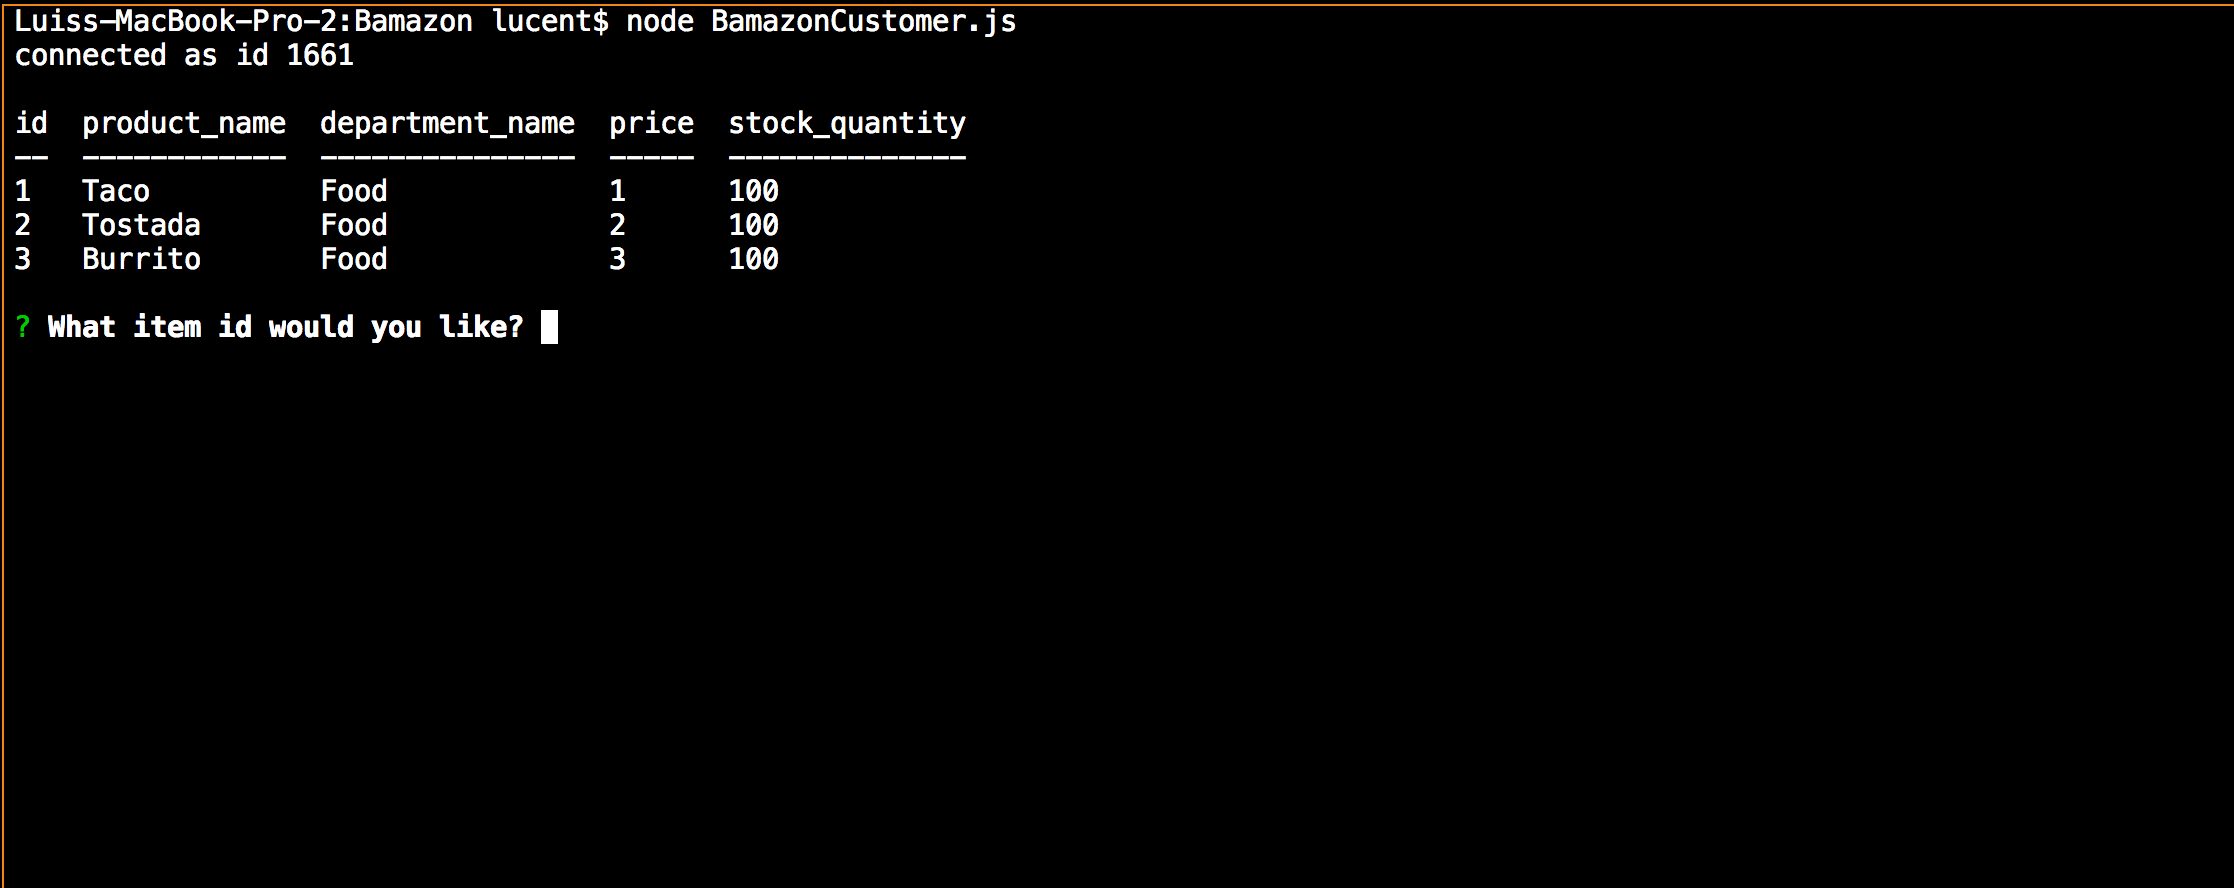 Luiss-MacBook-Pro-2:Bamazon lucent$ node BamazonCustomer.js
connected as id 1661
id  product_name  department_name  price  stock_quantity
--  ------------  ---------------  -----  --------------
1   Taco          Food             1      100
2   Tostada       Food             2      100
3   Burrito       Food             3      100
? What item id would you like?